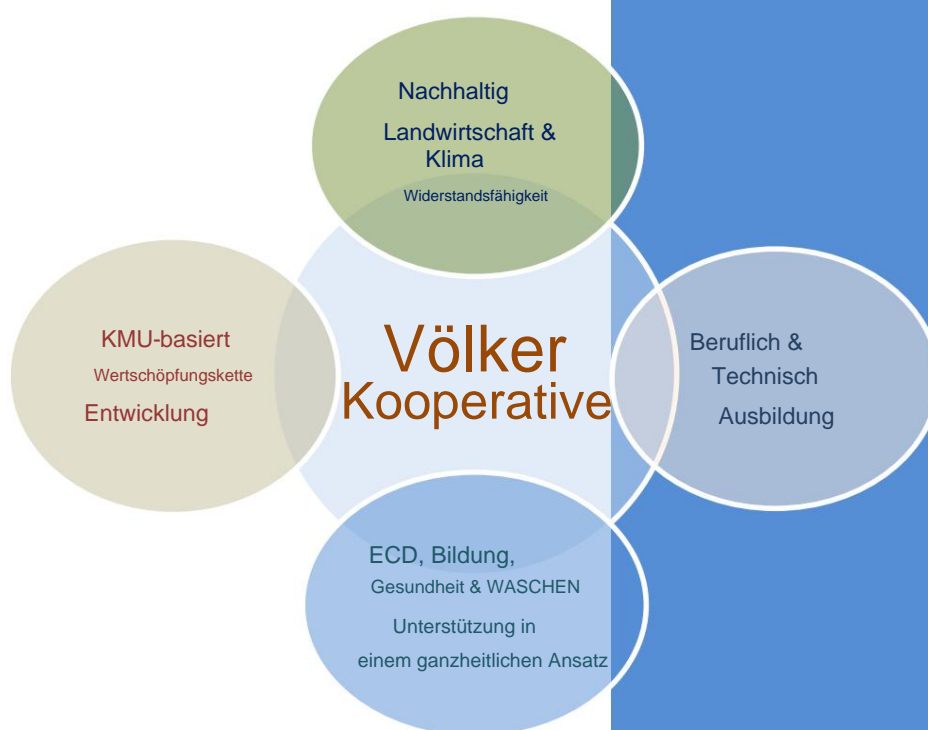 Nachhaltig
Landwirtschaft &
Klima
Widerstandsfähigkeit
KMU-basiert
Wertschöpfungskette
Entwicklung
Völker
Kooperative
Beruflich &
Technisch
Ausbildung
ECD, Bildung,
Gesundheit & WASCHEN
Unterstützung in
einem ganzheitlichen Ansatz